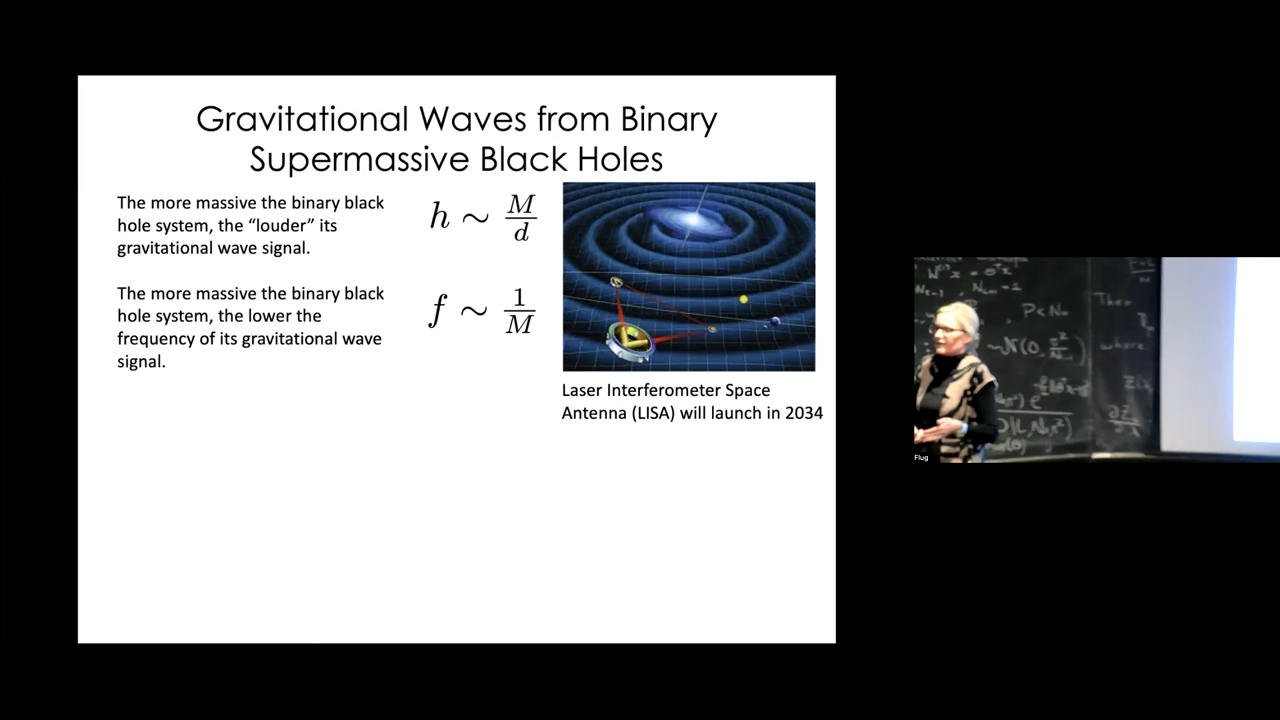 Gravitational Waves from Binary
Supermassive Black Holes
The more massive the binary black
hole system, the “louder” its
gravitational wave signal.
h ∼ M/d
The more massive the binary black
hole system, the lower the
frequency of its gravitational wave
signal.
f ∼ 1/M
Laser Interferometer Space
Antenna (LISA) will launch in 2034
P < N
Then
where
Flug